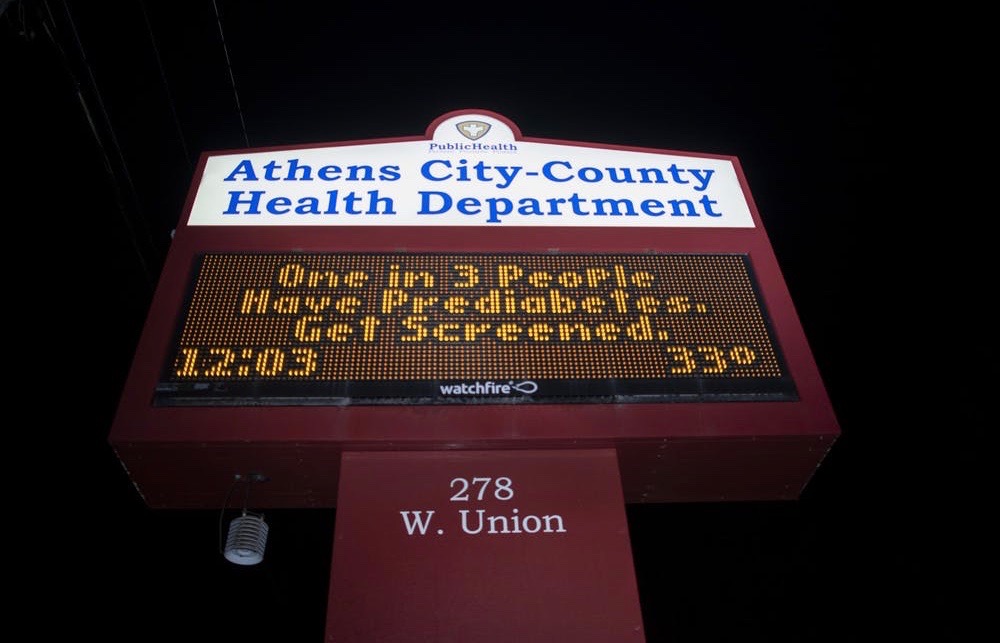 PublicHealth
Athens City-County
Health Department
One in 3 People
Have Prediabetes.
Get Screened.
12:03 33°
watchfire
278
W. Union